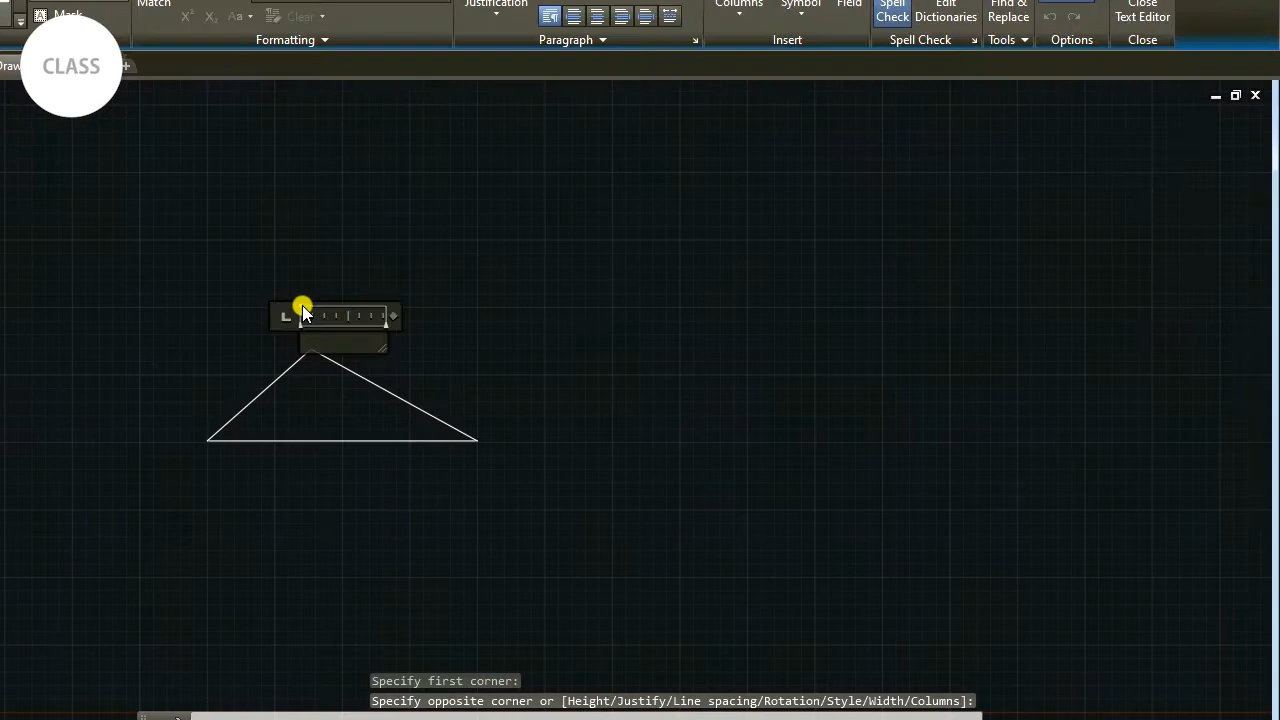 Match
Mask
Aa
Clear
Formatting
Justification
Paragraph
Columns
Symbol
Field
Insert
Spell
Check
Edit
Dictionaries
Spell Check
Find &
Replace
Tools
Options
Close
Text Editor
Close
Draw
CLASS
Specify first corner:
Specify opposite corner or [Height/Justify/Line spacing/Rotation/Style/Width/Columns]: